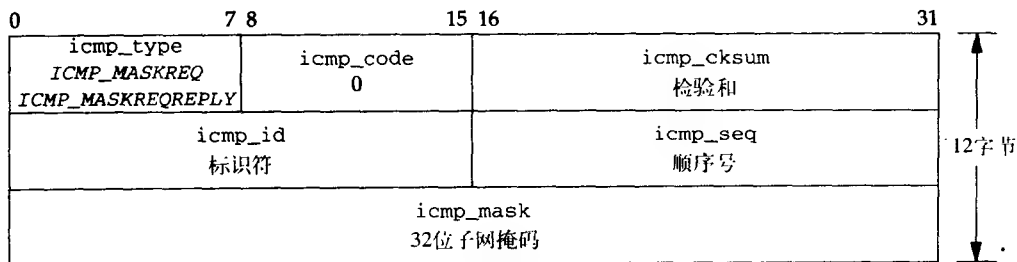 0 7 8 15 16 31
icmp_type
ICMP_MASKREQ
ICMP_MASKREQREPLY
icmp_code
0
icmp_cksum
检验和
icmp_id
标识符
icmp_seq
顺序号
12字节
icmp_mask
32位子网掩码